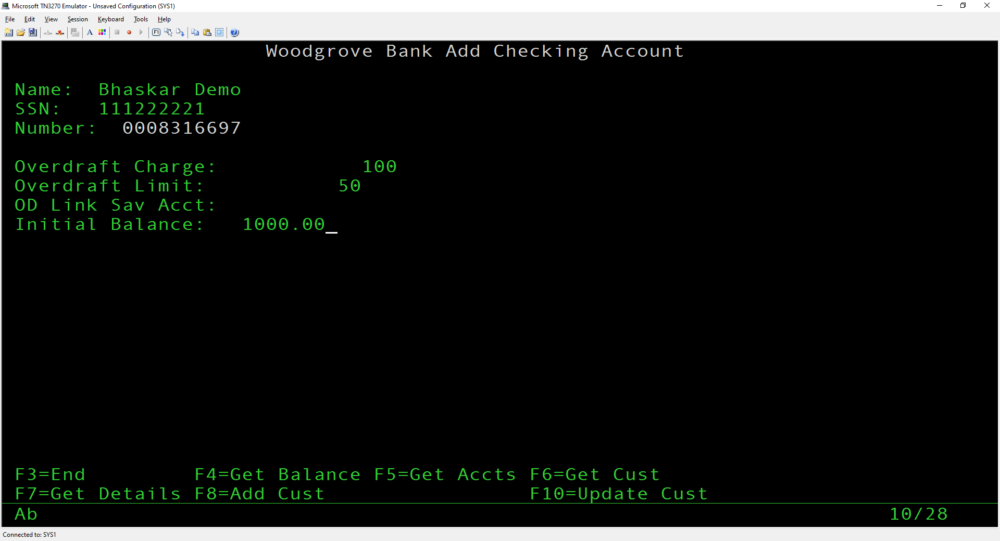 Microsoft TN3270 Emulator - Unsaved Configuration (SYS1)
File Edit View Session Keyboard Tools Help
A F1 ?
Woodgrove Bank Add Checking Account
Name: Bhaskar Demo
SSN: 111222221
Number: 0008316697
Overdraft Charge: 100
Overdraft Limit: 50
OD Link Sav Acct:
Initial Balance: 1000.00_
F3=End F4=Get Balance F5=Get Accts F6=Get Cust
F7=Get Details F8=Add Cust F10=Update Cust
Ab 10/28
Connected to: SYS1